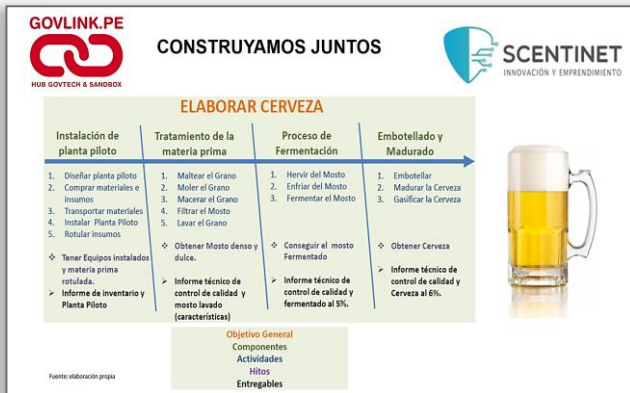 GOVLINK.PE
HUB GOVTECH & SANDBOX
CONSTRUYAMOS JUNTOS
SCENTINET
INNOVACIÓN Y EMPRENDIMIENTO
ELABORAR CERVEZA
Instalación de
planta piloto
1. Diseñar planta piloto
2. Comprar materiales e
insumos
3. Transportar materiales
4. Instalar Planta Piloto
5. Rotular insumos
❖ Tener Equipos instalados
y materia prima
rotulada.
➢ Informe de inventario y
Planta Piloto
Tratamiento de la
materia prima
1. Maltear el Grano
2. Moler el Grano
3. Macerar el Grano
4. Filtrar el Mosto
5. Lavar el Grano
❖ Obtener Mosto denso y
dulce.
➢ Informe técnico de
control de calidad y
mosto lavado
(características)
Proceso de
Fermentación
1. Hervir del Mosto
2. Enfriar del Mosto
3. Fermentar el Mosto
❖ Conseguir el mosto
Fermentado
➢ Informe técnico de
control de calidad y
fermentado al 5%.
Embotellado y
Madurado
1. Embotellar
2. Madurar la Cerveza
3. Gasificar la Cerveza
❖ Obtener Cerveza
➢ Informe técnico de
control de calidad y
Cerveza al 6%.
Objetivo General
Componentes
Actividades
Hitos
Entregables
Fuente: elaboración propia